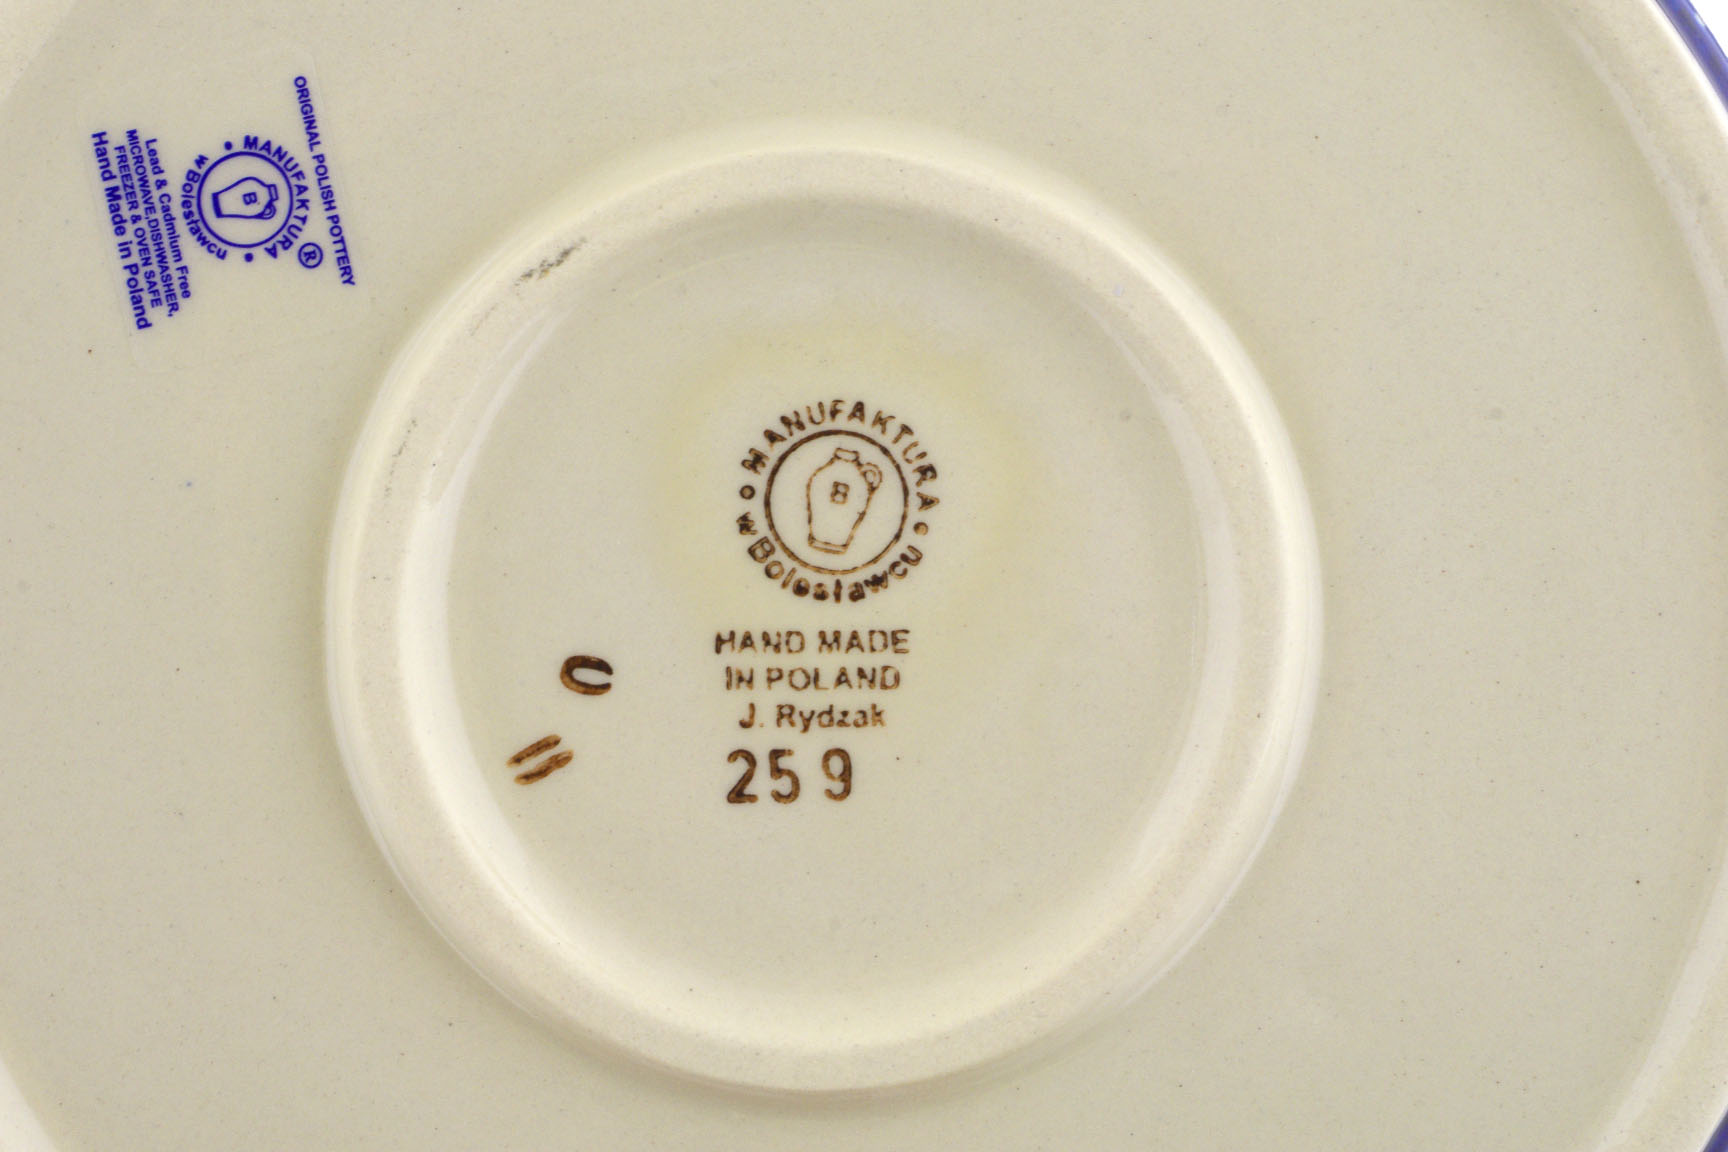 ORIGINAL POLISH POTTERY
MANUFAKTURA ®
B
w Bolesławcu
Lead & Cadmium Free
MICROWAVE,DISHWASHER,
FREEZER & OVEN SAFE
Hand Made in Poland
MANUFAKTURA
B
w Bolesławcu
HAND MADE
IN POLAND
J. Rydzak
259